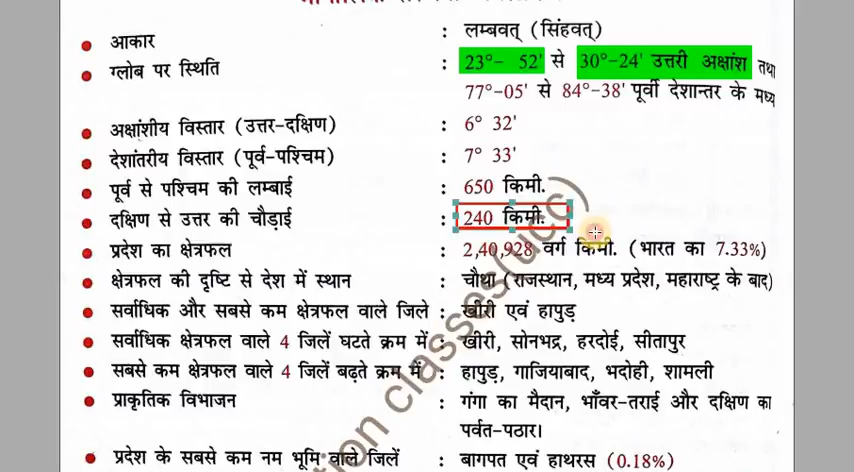 आकार : लम्बवत् (सिंहवत्)
ग्लोब पर स्थिति : 23°- 52' से 30°-24' उत्तरी अक्षांश तथा
77°-05' से 84°-38' पूर्वी देशान्तर के मध्य
अक्षांशीय विस्तार (उत्तर-दक्षिण) : 6° 32'
देशांतरीय विस्तार (पूर्व-पश्चिम) : 7° 33'
पूर्व से पश्चिम की लम्बाई : 650 किमी.
दक्षिण से उत्तर की चौड़ाई : 240 किमी.
प्रदेश का क्षेत्रफल : 2,40,928 वर्ग किमी. (भारत का 7.33%)
क्षेत्रफल की दृष्टि से देश में स्थान : चौथा (राजस्थान, मध्य प्रदेश, महाराष्ट्र के बाद)
सर्वाधिक और सबसे कम क्षेत्रफल वाले जिले : खीरी एवं हापुड़
सर्वाधिक क्षेत्रफल वाले 4 जिलें घटते क्रम में : खीरी, सोनभद्र, हरदोई, सीतापुर
सबसे कम क्षेत्रफल वाले 4 जिलें बढ़ते क्रम में : हापुड़, गाजियाबाद, भदोही, शामली
प्राकृतिक विभाजन : गंगा का मैदान, भाँवर-तराई और दक्षिण का
पर्वत-पठार।
प्रदेश के सबसे कम नम भूमि वाले जिलें : बागपत एवं हाथरस (0.18%)
classes(ucc)